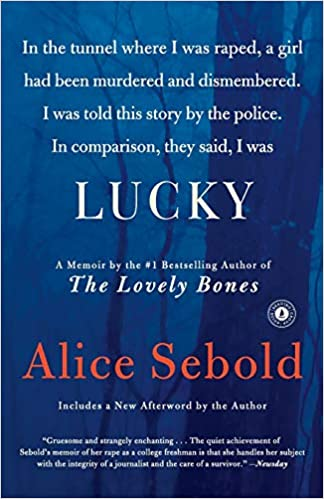 In the tunnel where I was raped, a girl
had been murdered and dismembered.
I was told this story by the police.
In comparison, they said, I was
LUCKY
A Memoir by the #1 Bestselling Author of
The Lovely Bones
Alice Sebold
Includes a New Afterword by the Author
"Gruesome and strangely enchanting . . . The quiet achievement of
Sebold's memoir of her rape as a college freshman is that she handles her subject
with the integrity of a journalist and the care of a survivor." —Newsday